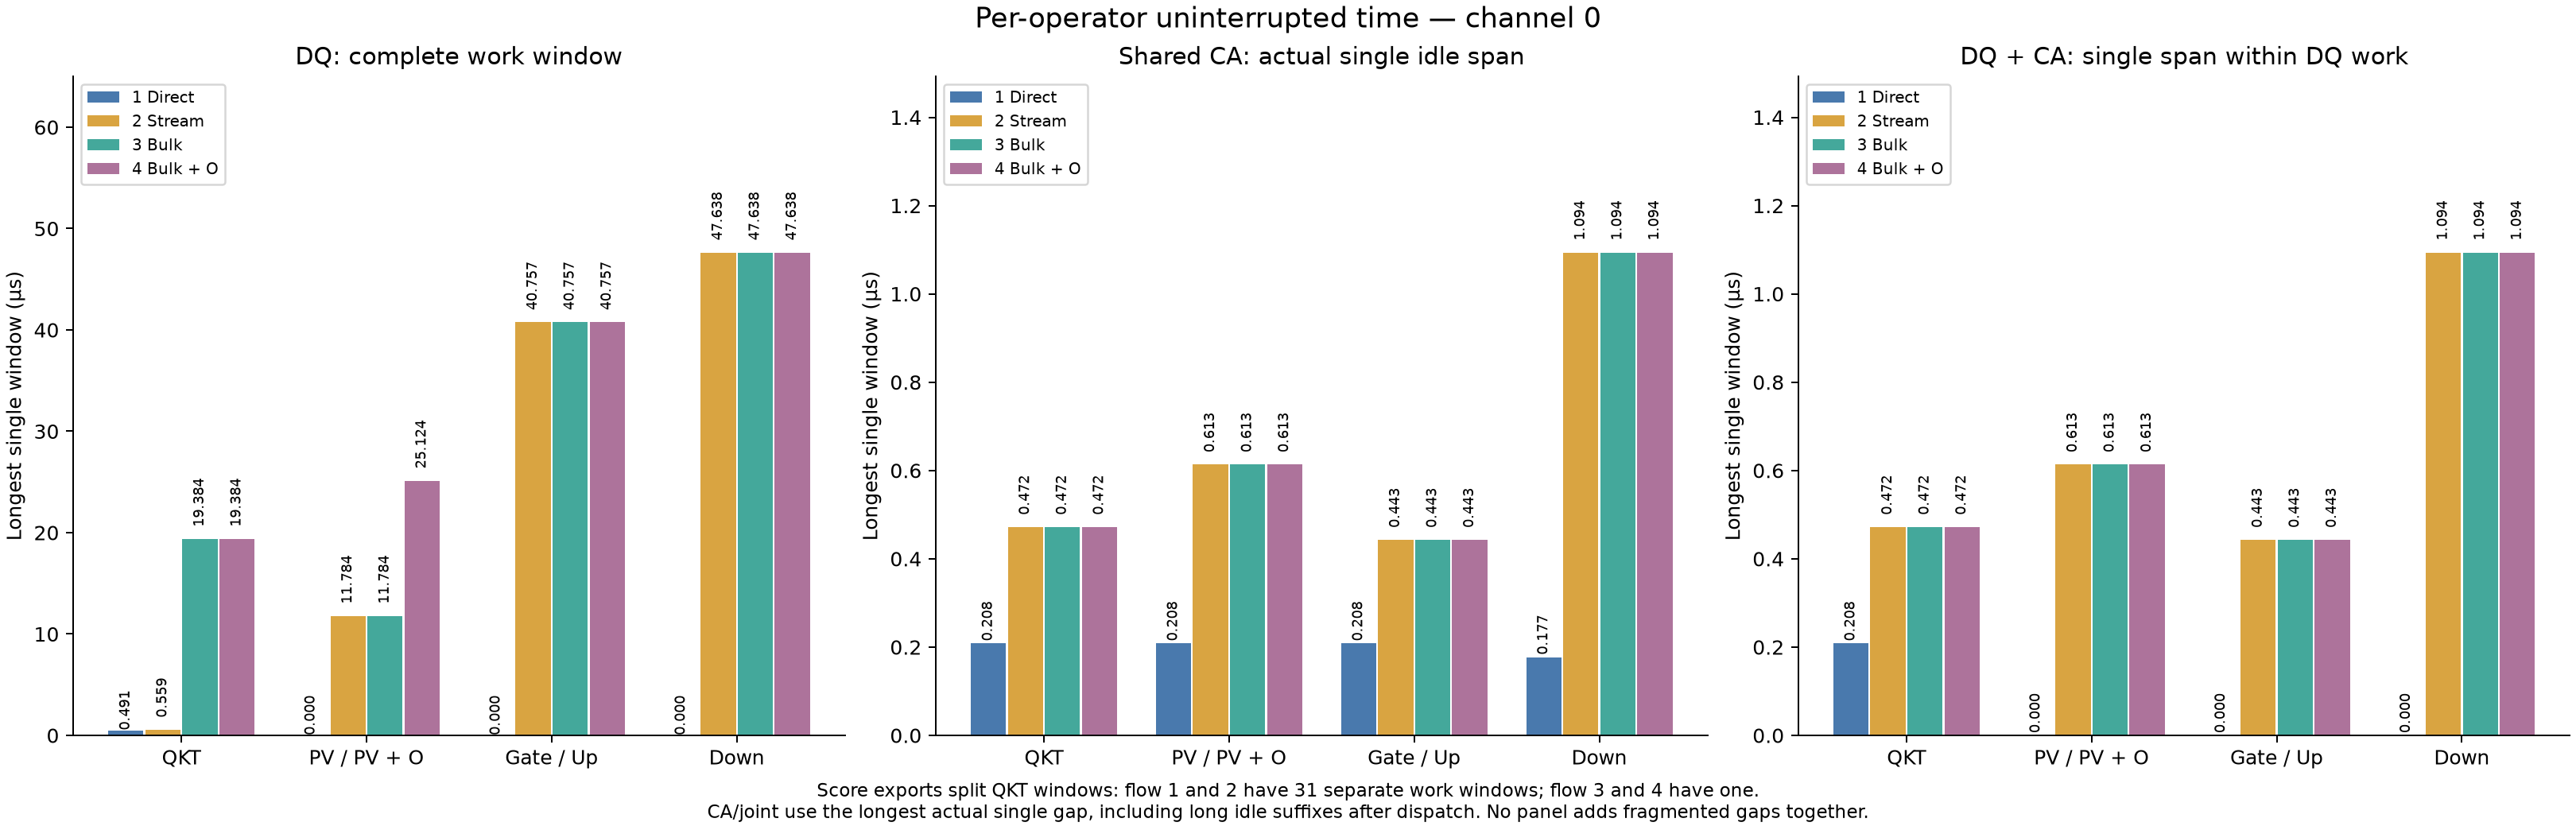 Per-operator uninterrupted time — channel 0
DQ: complete work window
Longest single window (μs)
0
10
20
30
40
50
60
1 Direct
2 Stream
3 Bulk
4 Bulk + O
0.491
0.559
19.384
19.384
0.000
11.784
11.784
25.124
0.000
40.757
40.757
40.757
0.000
47.638
47.638
47.638
QKT
PV / PV + O
Gate / Up
Down
Shared CA: actual single idle span
Longest single window (μs)
0.0
0.2
0.4
0.6
0.8
1.0
1.2
1.4
1 Direct
2 Stream
3 Bulk
4 Bulk + O
0.208
0.472
0.472
0.472
0.208
0.613
0.613
0.613
0.208
0.443
0.443
0.443
0.177
1.094
1.094
1.094
QKT
PV / PV + O
Gate / Up
Down
DQ + CA: single span within DQ work
Longest single window (μs)
0.0
0.2
0.4
0.6
0.8
1.0
1.2
1.4
1 Direct
2 Stream
3 Bulk
4 Bulk + O
0.208
0.472
0.472
0.472
0.000
0.613
0.613
0.613
0.000
0.443
0.443
0.443
0.000
1.094
1.094
1.094
QKT
PV / PV + O
Gate / Up
Down
Score exports split QKT windows: flow 1 and 2 have 31 separate work windows; flow 3 and 4 have one.
CA/joint use the longest actual single gap, including long idle suffixes after dispatch. No panel adds fragmented gaps together.